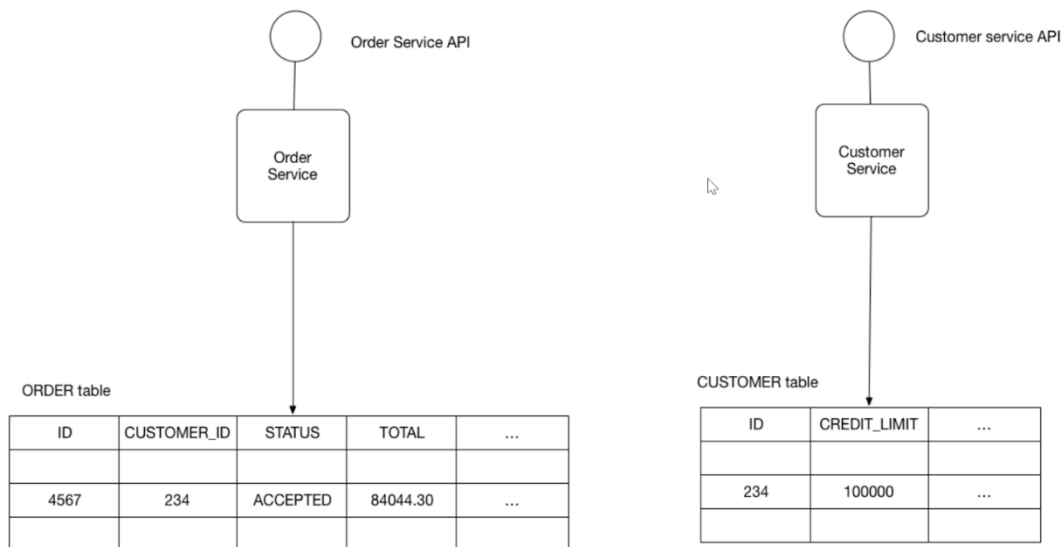 Order Service API
Customer service API
Order
Service
Customer
Service
ORDER table
ID CUSTOMER_ID STATUS TOTAL ...
4567 234 ACCEPTED 84044.30 ...
CUSTOMER table
ID CREDIT_LIMIT ...
234 100000 ...